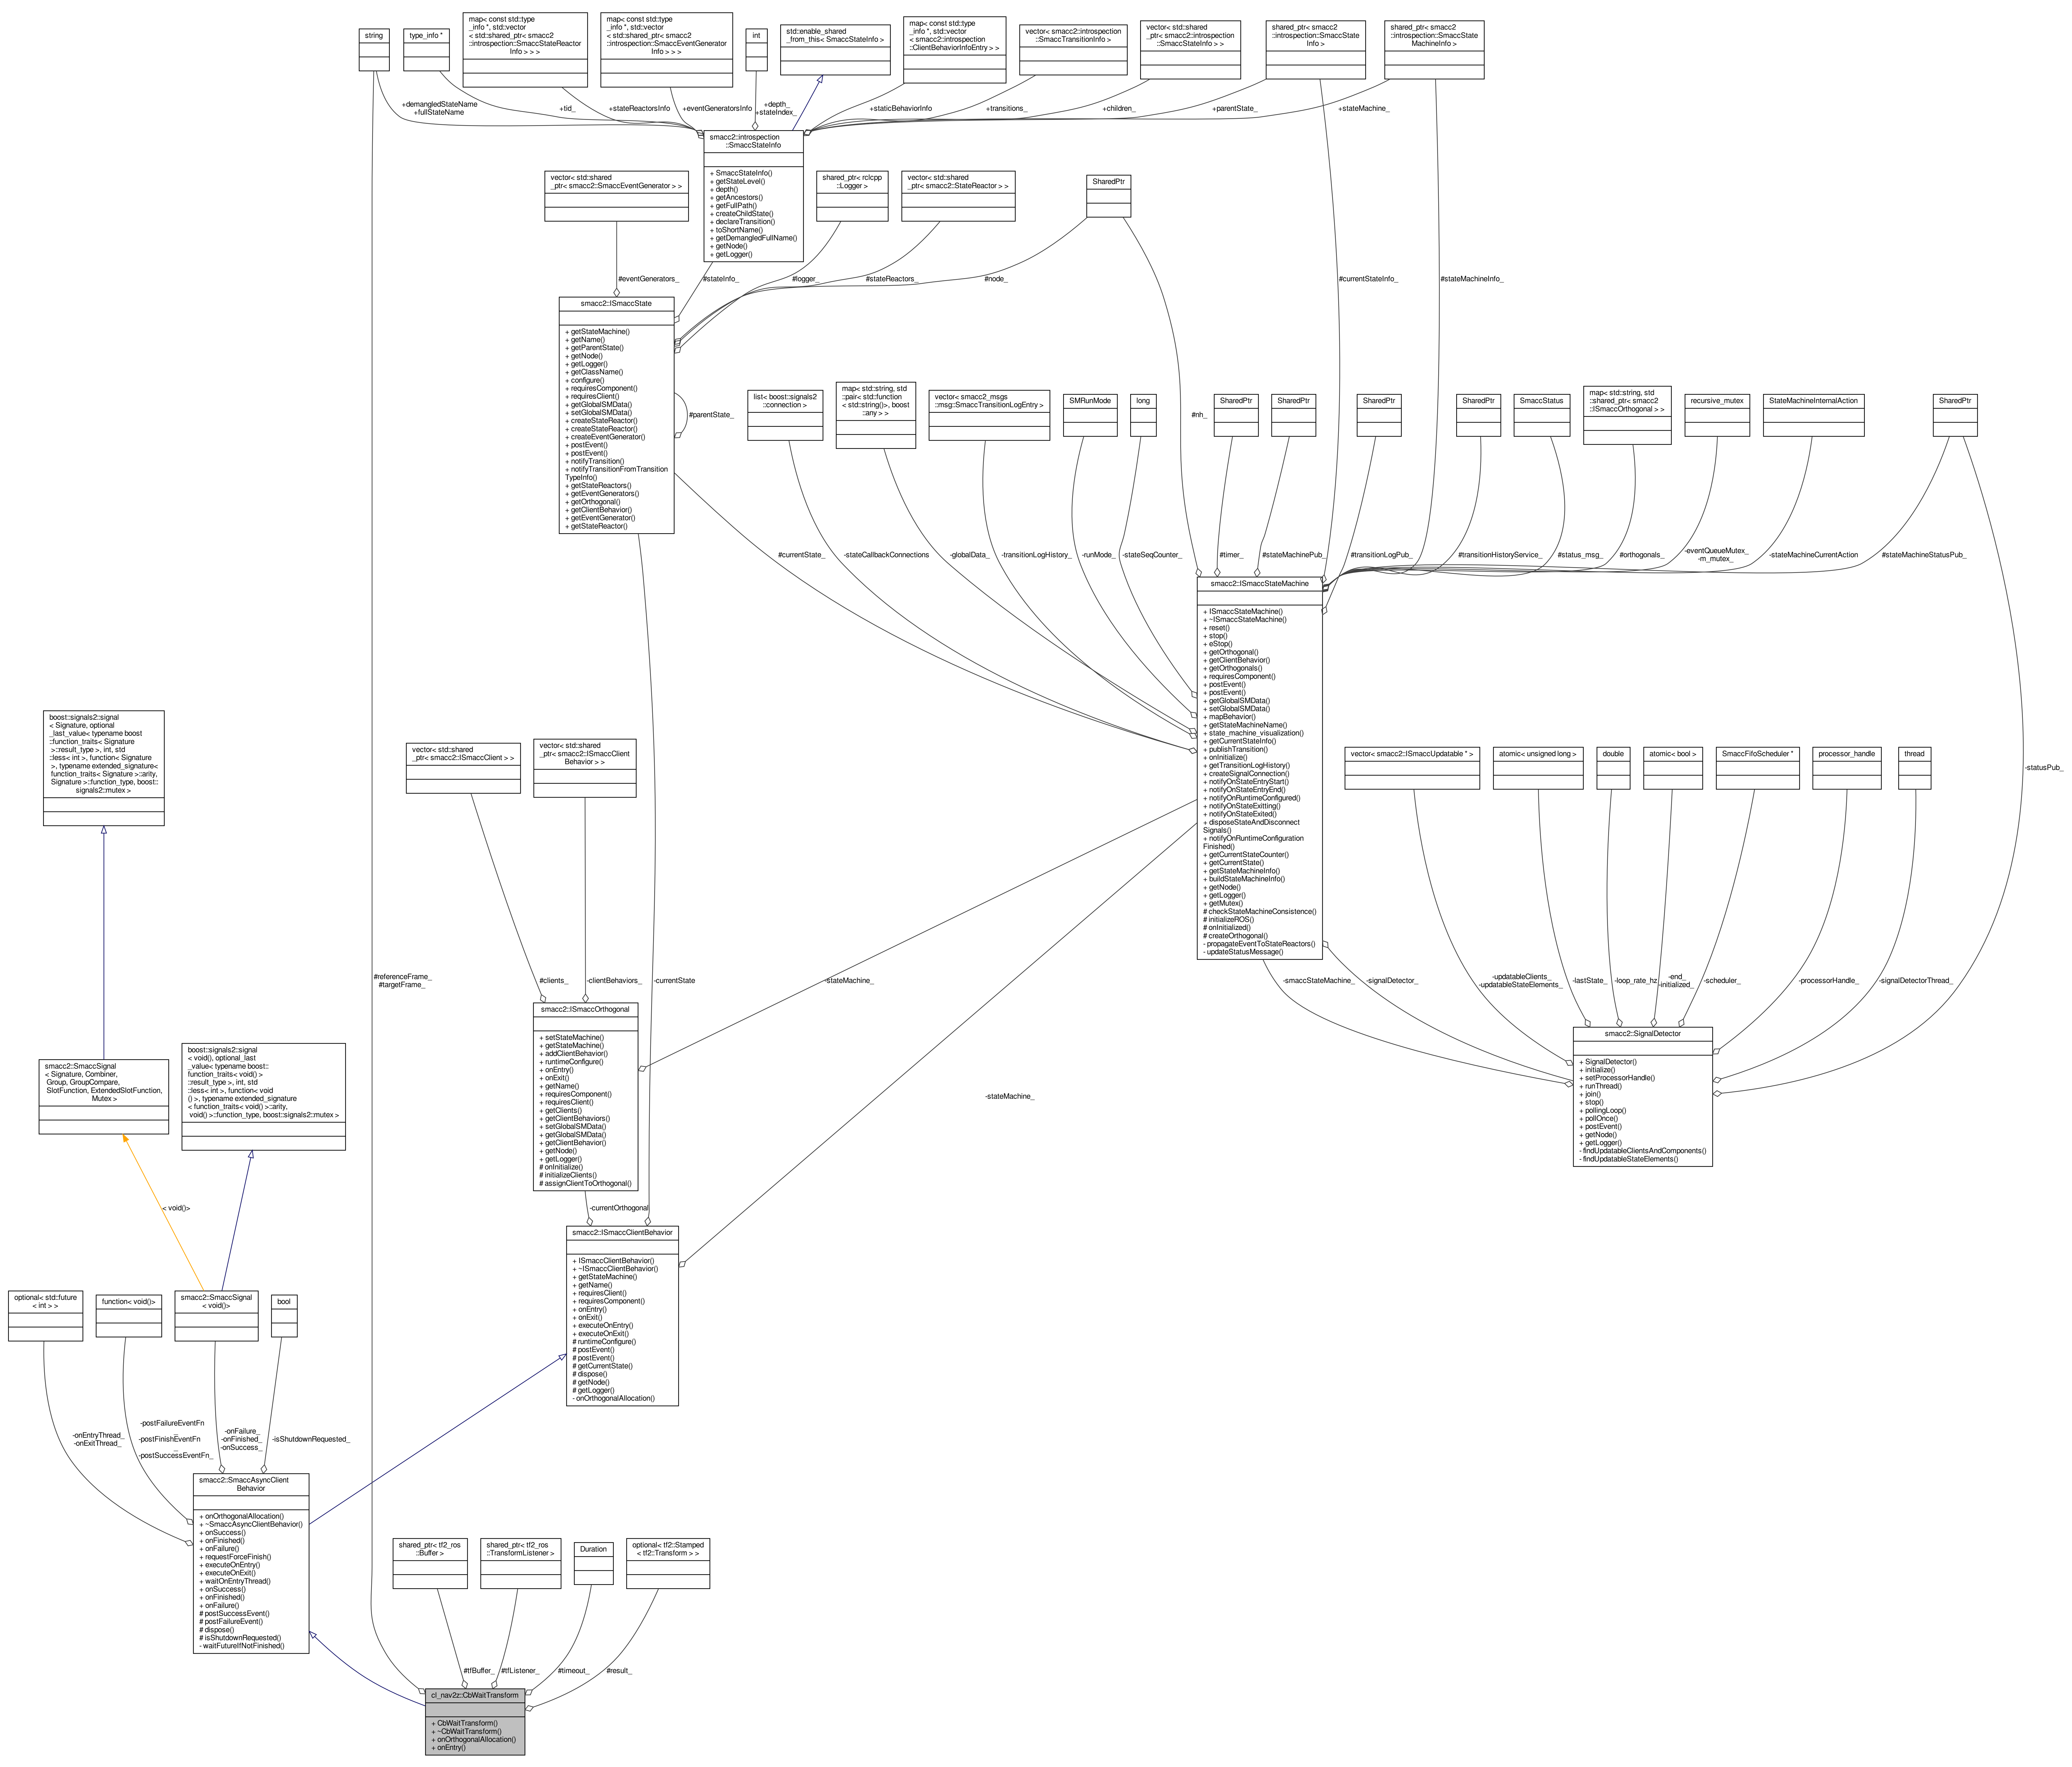 string
type_info *
map< const std::type
_info *, std::vector
< std::shared_ptr< smacc2
::introspection::SmaccStateReactor
Info > > >
map< const std::type
_info *, std::vector
< std::shared_ptr< smacc2
::introspection::SmaccEventGenerator
Info > > >
int
std::enable_shared
_from_this< SmaccStateInfo >
map< const std::type
_info *, std::vector
< smacc2::introspection
::ClientBehaviorInfoEntry > >
vector< smacc2::introspection
::SmaccTransitionInfo >
vector< std::shared
_ptr< smacc2::introspection
::SmaccStateInfo > >
shared_ptr< smacc2
::introspection::SmaccState
Info >
shared_ptr< smacc2
::introspection::SmaccState
MachineInfo >
+demangledStateName
+fullStateName
+tid_
+stateReactorsInfo
+eventGeneratorsInfo
+depth_
+stateIndex_
+staticBehaviorInfo
+transitions_
+children_
+parentState_
+stateMachine_
smacc2::introspection
::SmaccStateInfo
+ SmaccStateInfo()
+ getStateLevel()
+ depth()
+ getAncestors()
+ getFullPath()
+ createChildState()
+ declareTransition()
+ toShortName()
+ getDemangledFullName()
+ getNode()
+ getLogger()
vector< std::shared
_ptr< smacc2::SmaccEventGenerator > >
shared_ptr< rclcpp
::Logger >
vector< std::shared
_ptr< smacc2::StateReactor > >
SharedPtr
#eventGenerators_
#stateInfo_
#logger_
#stateReactors_
#node_
#currentStateInfo_
#stateMachineInfo_
smacc2::ISmaccState
+ getStateMachine()
+ getName()
+ getParentState()
+ getNode()
+ getLogger()
+ getClassName()
+ configure()
+ requiresComponent()
+ requiresClient()
+ getGlobalSMData()
+ setGlobalSMData()
+ createStateReactor()
+ createStateReactor()
+ createEventGenerator()
+ postEvent()
+ postEvent()
+ notifyTransition()
+ notifyTransitionFromTransition
TypeInfo()
+ getStateReactors()
+ getEventGenerators()
+ getOrthogonal()
+ getClientBehavior()
+ getEventGenerator()
+ getStateReactor()
#parentState_
list< boost::signals2
::connection >
map< std::string, std
::pair< std::function
< std::string()>, boost
::any > >
vector< smacc2_msgs
::msg::SmaccTransitionLogEntry >
SMRunMode
long
#nh_
SharedPtr
SharedPtr
SharedPtr
SharedPtr
SmaccStatus
map< std::string, std
::shared_ptr< smacc2
::ISmaccOrthogonal > >
recursive_mutex
StateMachineInternalAction
SharedPtr
#currentState_
-stateCallbackConnections
-globalData_
-transitionLogHistory_
-runMode_
-stateSeqCounter_
#timer_
#stateMachinePub_
#transitionLogPub_
#transitionHistoryService_
#status_msg_
#orthogonals_
-eventQueueMutex_
-m_mutex_
-stateMachineCurrentAction
#stateMachineStatusPub_
smacc2::ISmaccStateMachine
+ ISmaccStateMachine()
+ ~ISmaccStateMachine()
+ reset()
+ stop()
+ eStop()
+ getOrthogonal()
+ getClientBehavior()
+ getOrthogonals()
+ requiresComponent()
+ postEvent()
+ postEvent()
+ getGlobalSMData()
+ setGlobalSMData()
+ mapBehavior()
+ getStateMachineName()
+ state_machine_visualization()
+ getCurrentStateInfo()
+ publishTransition()
+ onInitialize()
+ getTransitionLogHistory()
+ createSignalConnection()
+ notifyOnStateEntryStart()
+ notifyOnStateEntryEnd()
+ notifyOnRuntimeConfigured()
+ notifyOnStateExitting()
+ notifyOnStateExited()
+ disposeStateAndDisconnect
Signals()
+ notifyOnRuntimeConfiguration
Finished()
+ getCurrentStateCounter()
+ getCurrentState()
+ getStateMachineInfo()
+ buildStateMachineInfo()
+ getNode()
+ getLogger()
+ getMutex()
# checkStateMachineConsistence()
# initializeROS()
# onInitialized()
# createOrthogonal()
- propagateEventToStateReactors()
- updateStatusMessage()
boost::signals2::signal
< Signature, optional
_last_value< typename boost
::function_traits< Signature
>::result_type >, int, std
::less< int >, function< Signature
>, typename extended_signature<
function_traits< Signature >::arity,
Signature >::function_type, boost::
signals2::mutex >
vector< std::shared
_ptr< smacc2::ISmaccClient > >
vector< std::shared
_ptr< smacc2::ISmaccClient
Behavior > >
vector< smacc2::ISmaccUpdatable * >
atomic< unsigned long >
double
atomic< bool >
SmaccFifoScheduler *
processor_handle
thread
-statusPub_
#referenceFrame_
#targetFrame_
#clients_
-clientBehaviors_
-currentState
-stateMachine_
-smaccStateMachine_
-signalDetector_
-updatableClients_
-updatableStateElements_
-lastState_
-loop_rate_hz
-end_
-initialized_
-scheduler_
-processorHandle_
-signalDetectorThread_
smacc2::ISmaccOrthogonal
+ setStateMachine()
+ getStateMachine()
+ addClientBehavior()
+ runtimeConfigure()
+ onEntry()
+ onExit()
+ getName()
+ requiresComponent()
+ requiresClient()
+ getClients()
+ getClientBehaviors()
+ setGlobalSMData()
+ getGlobalSMData()
+ getClientBehavior()
+ getNode()
+ getLogger()
# onInitialize()
# initializeClients()
# assignClientToOrthogonal()
smacc2::SignalDetector
+ SignalDetector()
+ initialize()
+ setProcessorHandle()
+ runThread()
+ join()
+ stop()
+ pollingLoop()
+ pollOnce()
+ postEvent()
+ getNode()
+ getLogger()
- findUpdatableClientsAndComponents()
- findUpdatableStateElements()
smacc2::SmaccSignal
< Signature, Combiner,
Group, GroupCompare,
SlotFunction, ExtendedSlotFunction,
Mutex >
boost::signals2::signal
< void(), optional_last
_value< typename boost::
function_traits< void() >
::result_type >, int, std
::less< int >, function< void
() >, typename extended_signature
< function_traits< void() >::arity,
void() >::function_type, boost::signals2::mutex >
-stateMachine_
< void()>
-currentOrthogonal
smacc2::ISmaccClientBehavior
+ ISmaccClientBehavior()
+ ~ISmaccClientBehavior()
+ getStateMachine()
+ getName()
+ requiresClient()
+ requiresComponent()
+ onEntry()
+ onExit()
+ executeOnEntry()
+ executeOnExit()
# runtimeConfigure()
# postEvent()
# postEvent()
# getCurrentState()
# dispose()
# getNode()
# getLogger()
- onOrthogonalAllocation()
optional< std::future
< int > >
function< void()>
smacc2::SmaccSignal
< void()>
bool
-onEntryThread_
-onExitThread_
-postFailureEventFn
_
-postFinishEventFn
_
-postSuccessEventFn_
-onFailure_
-onFinished_
-onSuccess_
-isShutdownRequested_
smacc2::SmaccAsyncClient
Behavior
+ onOrthogonalAllocation()
+ ~SmaccAsyncClientBehavior()
+ onSuccess()
+ onFinished()
+ onFailure()
+ requestForceFinish()
+ executeOnEntry()
+ executeOnExit()
+ waitOnEntryThread()
+ onSuccess()
+ onFinished()
+ onFailure()
# postSuccessEvent()
# postFailureEvent()
# dispose()
# isShutdownRequested()
- waitFutureIfNotFinished()
shared_ptr< tf2_ros
::Buffer >
shared_ptr< tf2_ros
::TransformListener >
Duration
optional< tf2::Stamped
< tf2::Transform > >
#tfBuffer_
#tfListener_
#timeout_
#result_
cl_nav2z::CbWaitTransform
+ CbWaitTransform()
+ ~CbWaitTransform()
+ onOrthogonalAllocation()
+ onEntry()